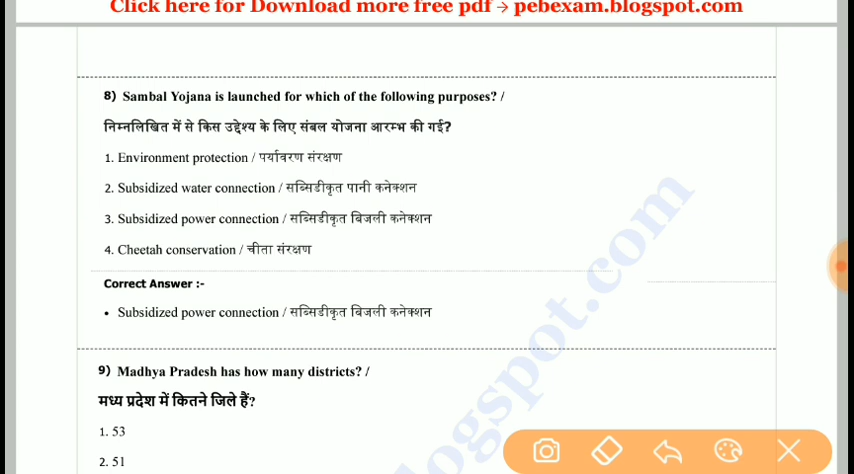 Click here for Download more free pdf → pebexam.blogspot.com
8) Sambal Yojana is launched for which of the following purposes? /
निम्नलिखित में से किस उद्देश्य के लिए संबल योजना आरम्भ की गई?
1. Environment protection / पर्यावरण संरक्षण
2. Subsidized water connection / सब्सिडीकृत पानी कनेक्शन
3. Subsidized power connection / सब्सिडीकृत बिजली कनेक्शन
4. Cheetah conservation / चीता संरक्षण
Correct Answer :-
• Subsidized power connection / सब्सिडीकृत बिजली कनेक्शन
9) Madhya Pradesh has how many districts? /
मध्य प्रदेश में कितने जिले हैं?
1. 53
2. 51
ogspot.com